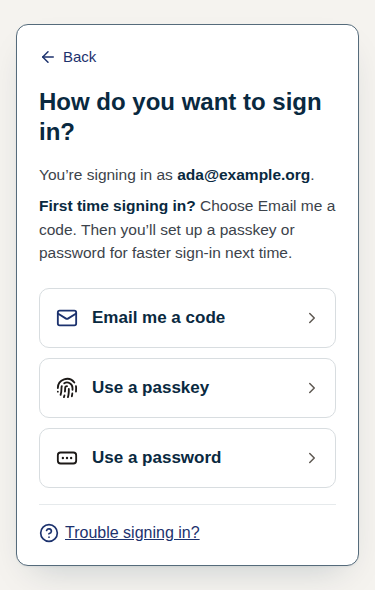 Back
How do you want to sign
in?
You’re signing in as ada@example.org.
First time signing in? Choose Email me a
code. Then you’ll set up a passkey or
password for faster sign-in next time.
Email me a code
Use a passkey
Use a password
Trouble signing in?